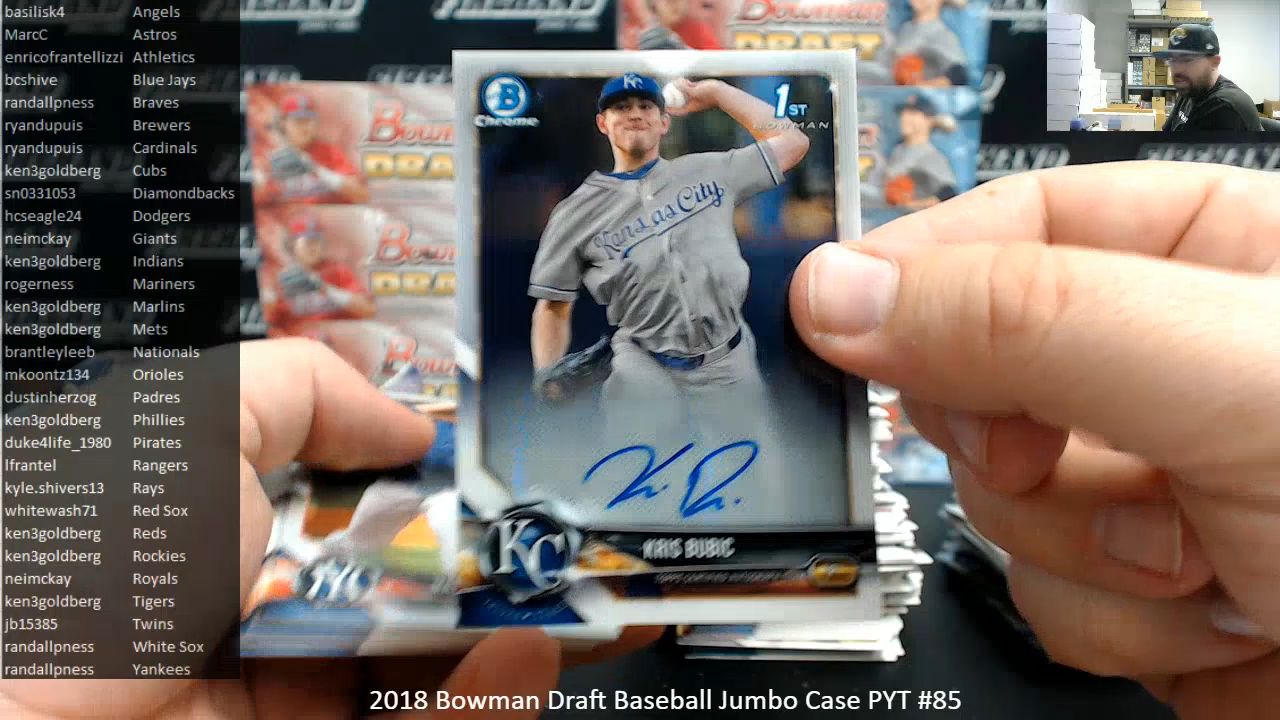 basilisk4 Angels
MarcC Astros
enricofrantellizzi Athletics
bcshive Blue Jays
randallpness Braves
ryandupuis Brewers
ryandupuis Cardinals
ken3goldberg Cubs
sn0331053 Diamondbacks
hcseagle24 Dodgers
neimckay Giants
ken3goldberg Indians
rogerness Mariners
ken3goldberg Marlins
ken3goldberg Mets
brantleyleeb Nationals
mkoontz134 Orioles
dustinherzog Padres
ken3goldberg Phillies
duke4life_1980 Pirates
lfrantel Rangers
kyle.shivers13 Rays
whitewash71 Red Sox
ken3goldberg Reds
ken3goldberg Rockies
neimckay Royals
ken3goldberg Tigers
jb15385 Twins
randallpness White Sox
randallpness Yankees
Bowman
DRAFT
B
Chrome
KC
1ST
BOWMAN
Kansas City
KC
KRIS BUBIC
2018 Bowman Draft Baseball Jumbo Case PYT #85